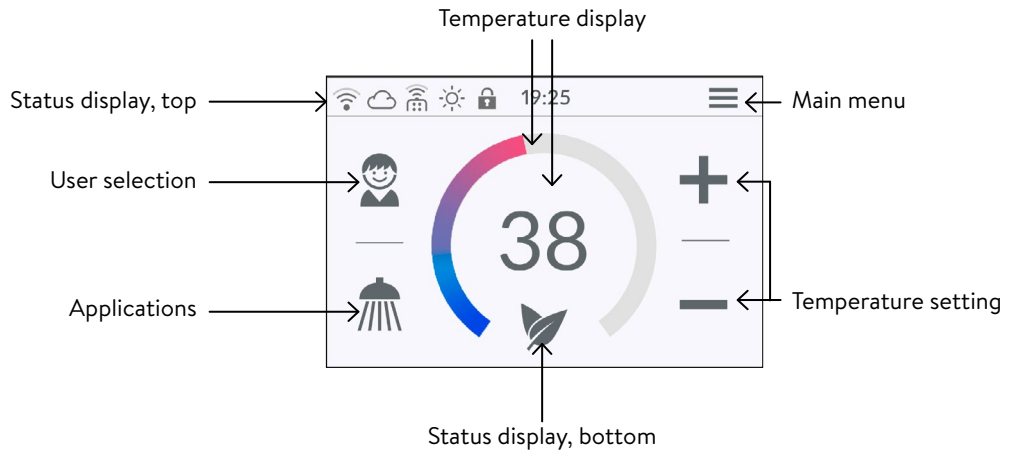 Temperature display
Status display, top
19:25
Main menu
User selection
38
Applications
Temperature setting
Status display, bottom